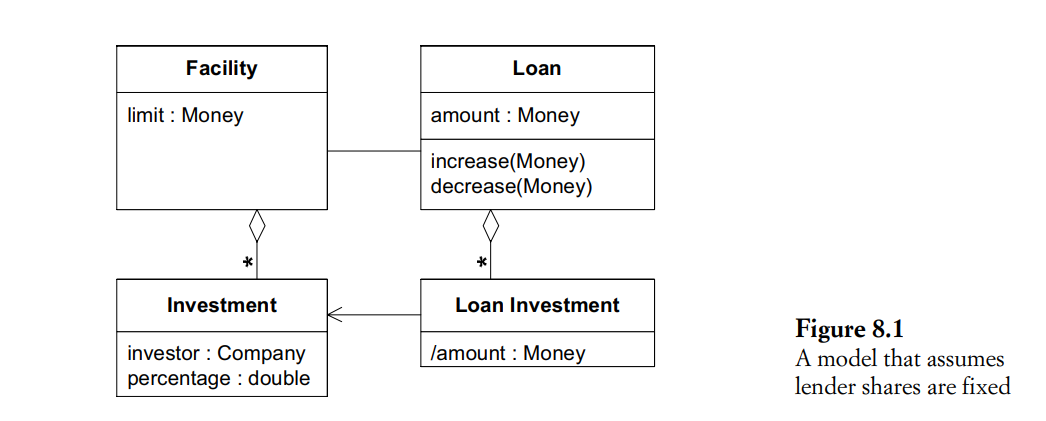 Facility
limit : Money
Loan
amount : Money
increase(Money)
decrease(Money)
*
*
Investment
investor : Company
percentage : double
Loan Investment
/amount : Money
Figure 8.1
A model that assumes
lender shares are fixed